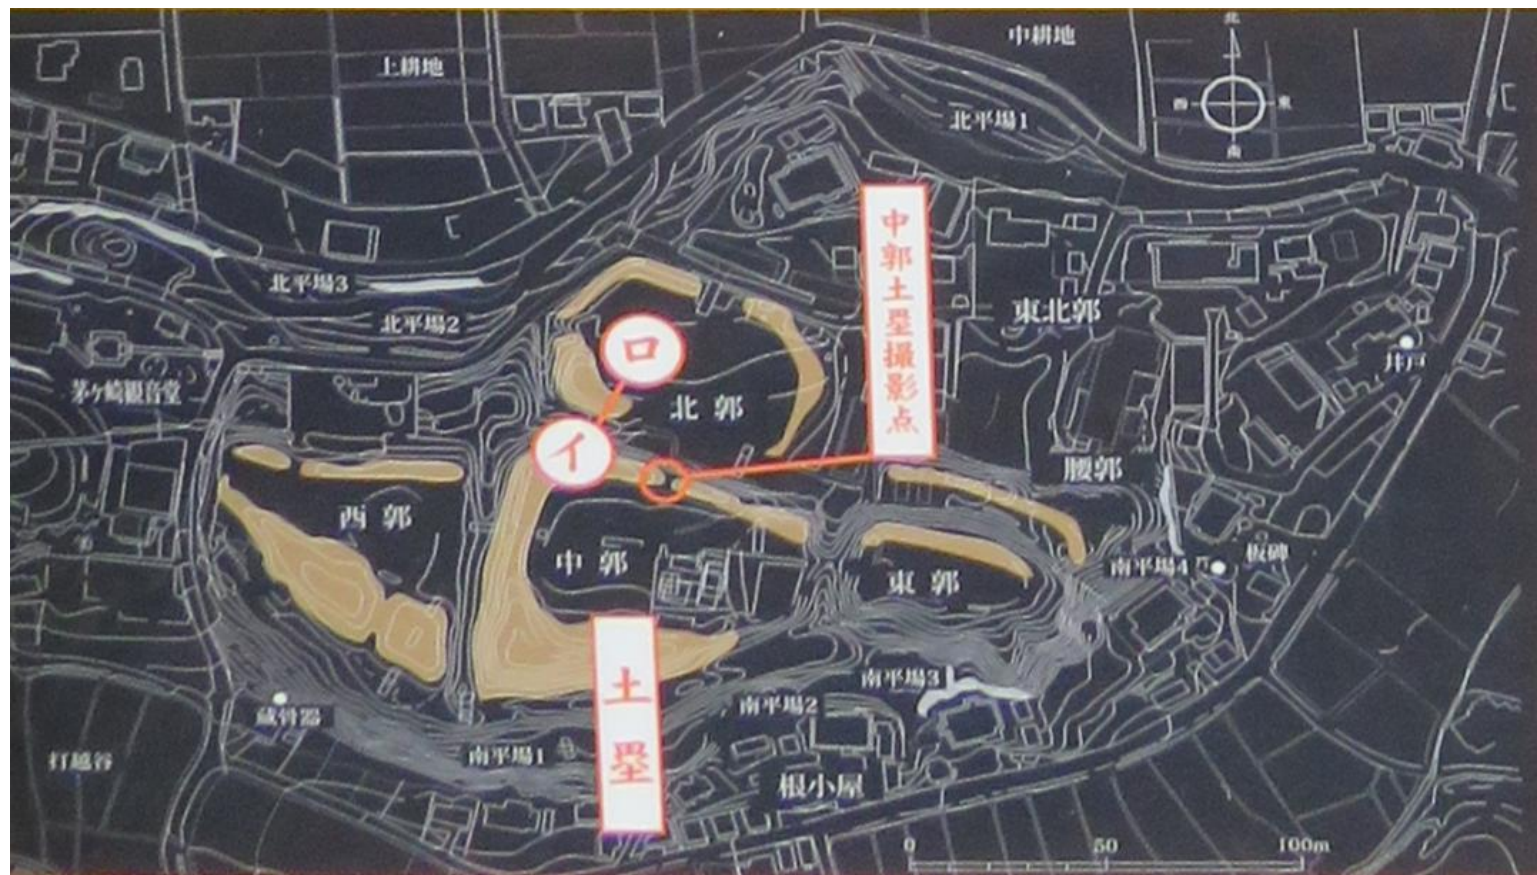 中耕地
上耕地
北
西
東
南
北平場1
中郭土塁撮影点
北平場3
北平場2
東北郭
井戸
茅ケ崎観音堂
ロ
イ
北郭
西郭
腰郭
中郭
東郭
南平場4
板碑
土塁
南平場3
南平場2
蔵骨器
南平場1
打越谷
根小屋
0
50
100m